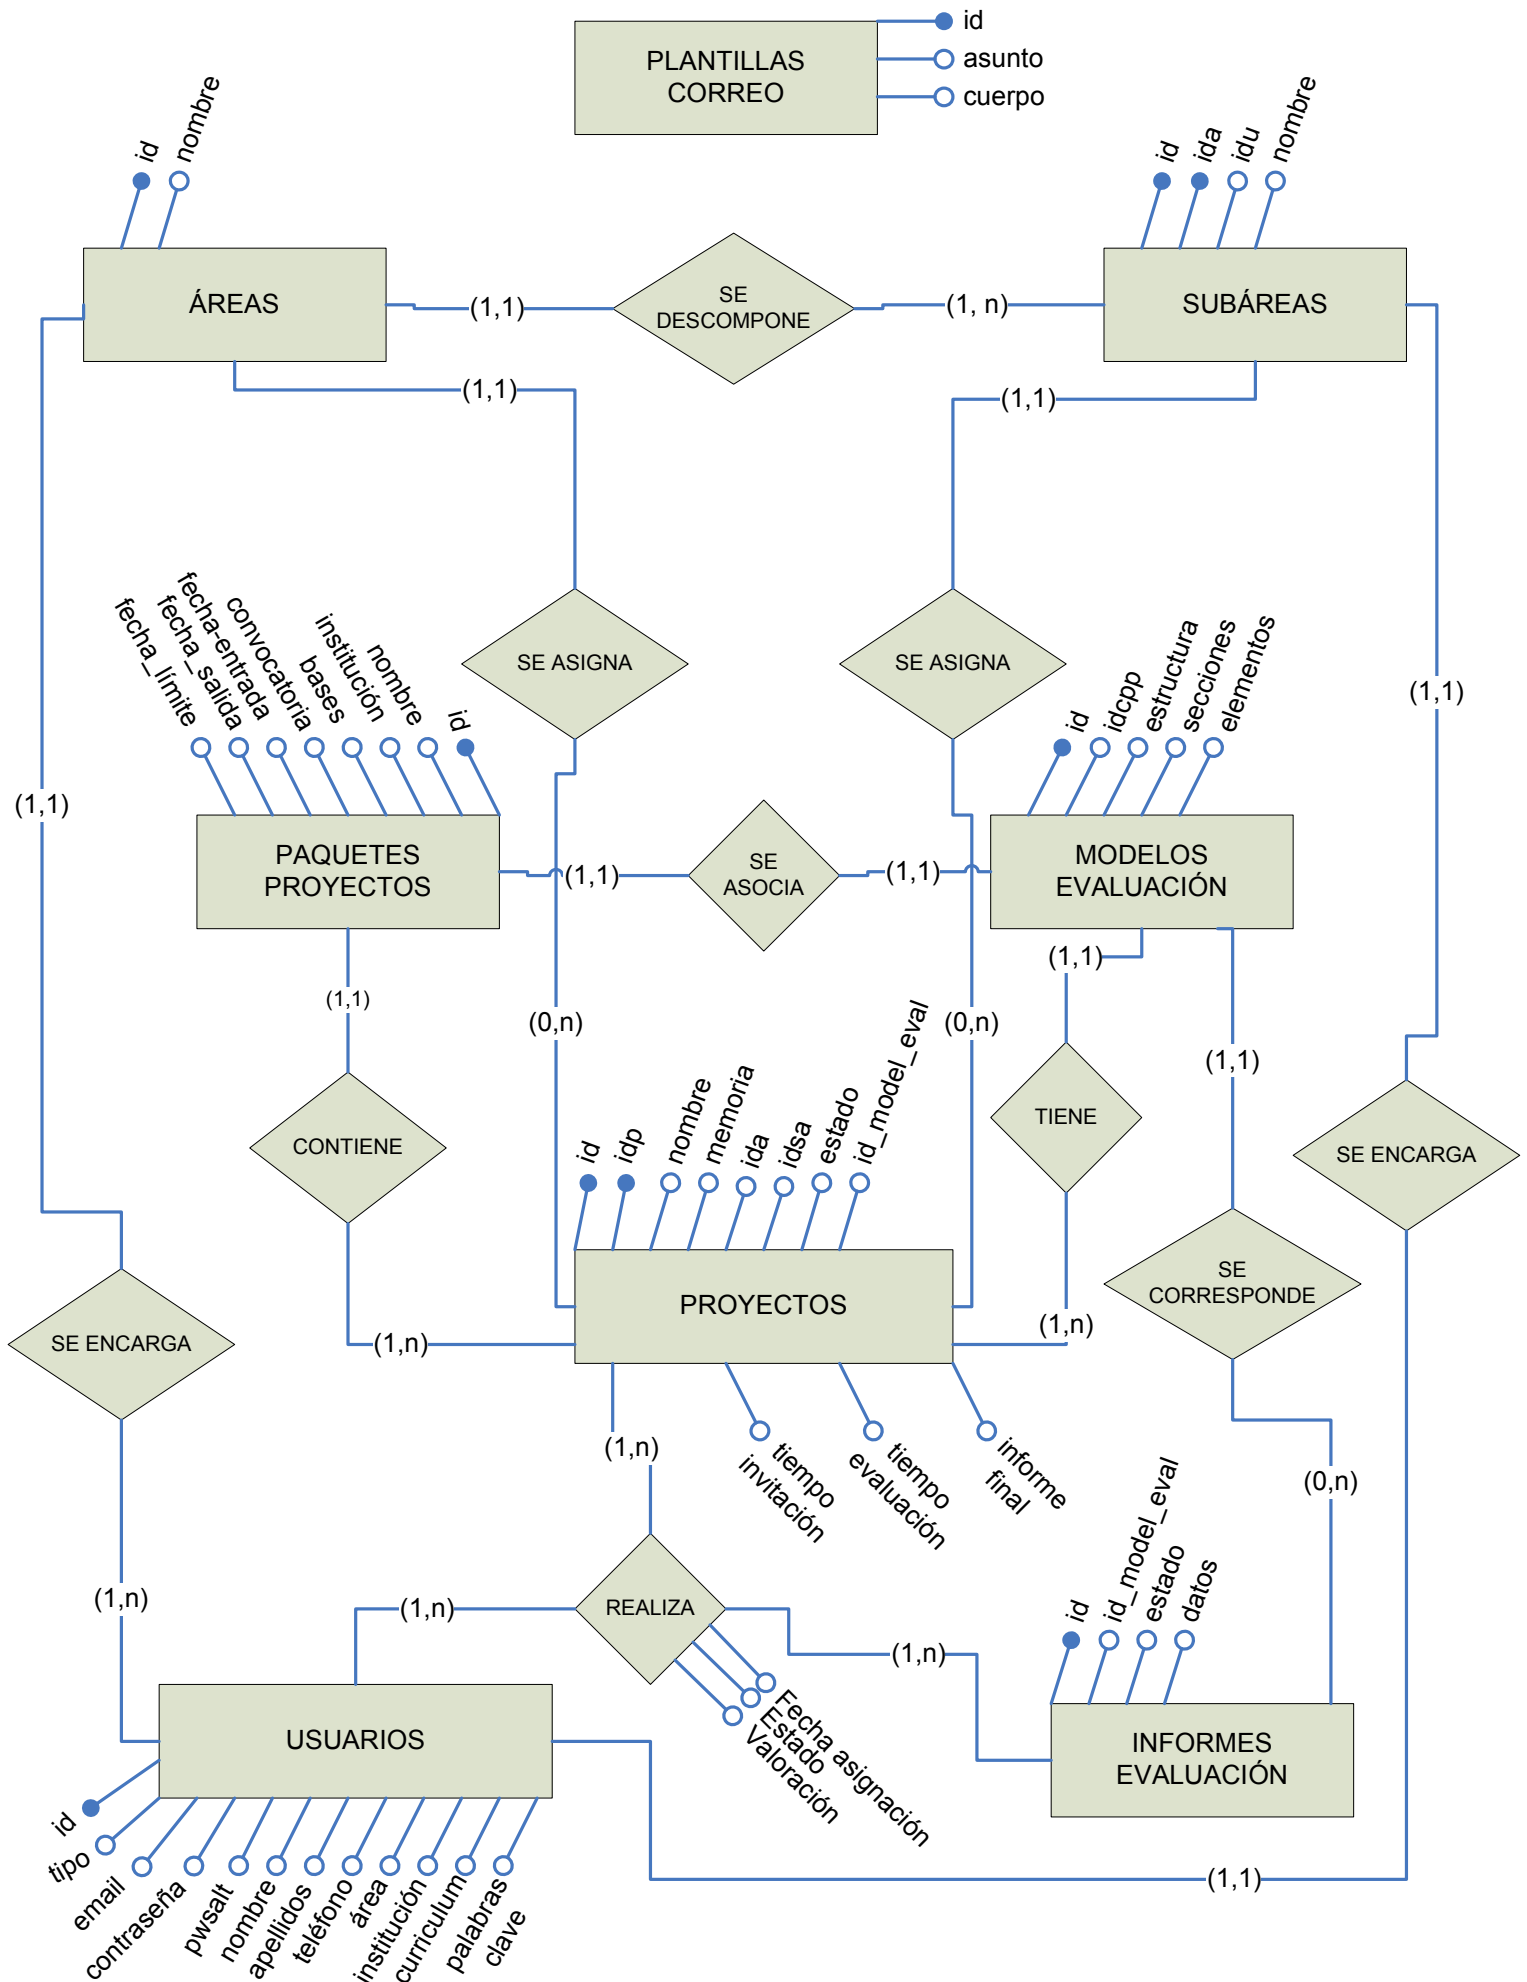 PLANTILLAS
CORREO
id
asunto
cuerpo
id
nombre
id
ida
idu
nombre
ÁREAS
(1,1)
SE
DESCOMPONE
(1, n)
SUBÁREAS
(1,1)
(1,1)
fecha_límite
fecha_salida
fecha-entrada
convocatoria
bases
institución
nombre
id
SE ASIGNA
SE ASIGNA
id
idcpp
estructura
secciones
elementos
(1,1)
(1,1)
PAQUETES
PROYECTOS
(1,1)
SE
ASOCIA
(1,1)
MODELOS
EVALUACIÓN
(1,1)
(1,1)
(0,n)
(0,n)
(1,1)
CONTIENE
id
idp
nombre
memoria
ida
idsa
estado
id_model_eval
TIENE
SE ENCARGA
SE
CORRESPONDE
PROYECTOS
(1,n)
(1,n)
SE ENCARGA
(1,n)
tiempo
invitación
tiempo
evaluación
informe
final
(0,n)
(1,n)
(1,n)
REALIZA
(1,n)
id
id_model_eval
estado
datos
Fecha asignación
Estado
Valoración
USUARIOS
INFORMES
EVALUACIÓN
id
tipo
email
contraseña
pwsalt
nombre
apellidos
teléfono
área
institución
curriculum
palabras
clave
(1,1)